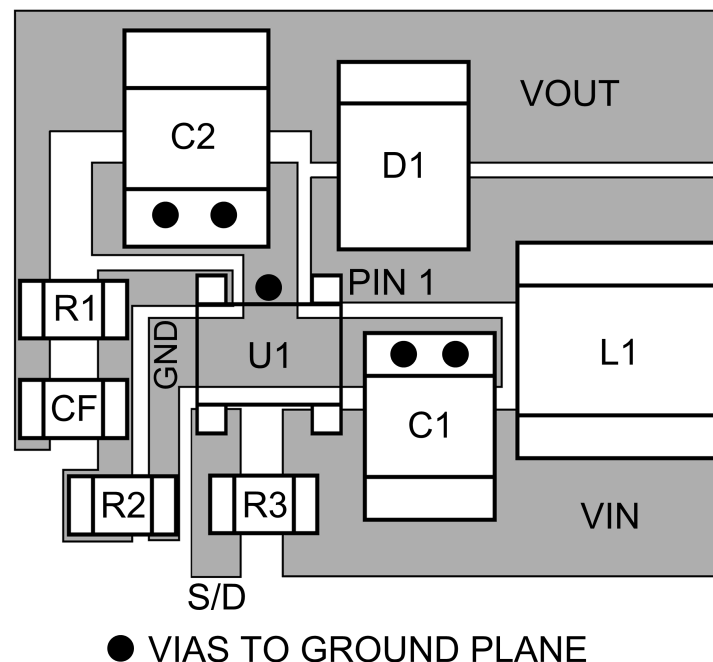 VOUT
C2
D1
PIN 1
R1
GND
U1
L1
CF
C1
R2
R3
VIN
S/D
VIAS TO GROUND PLANE